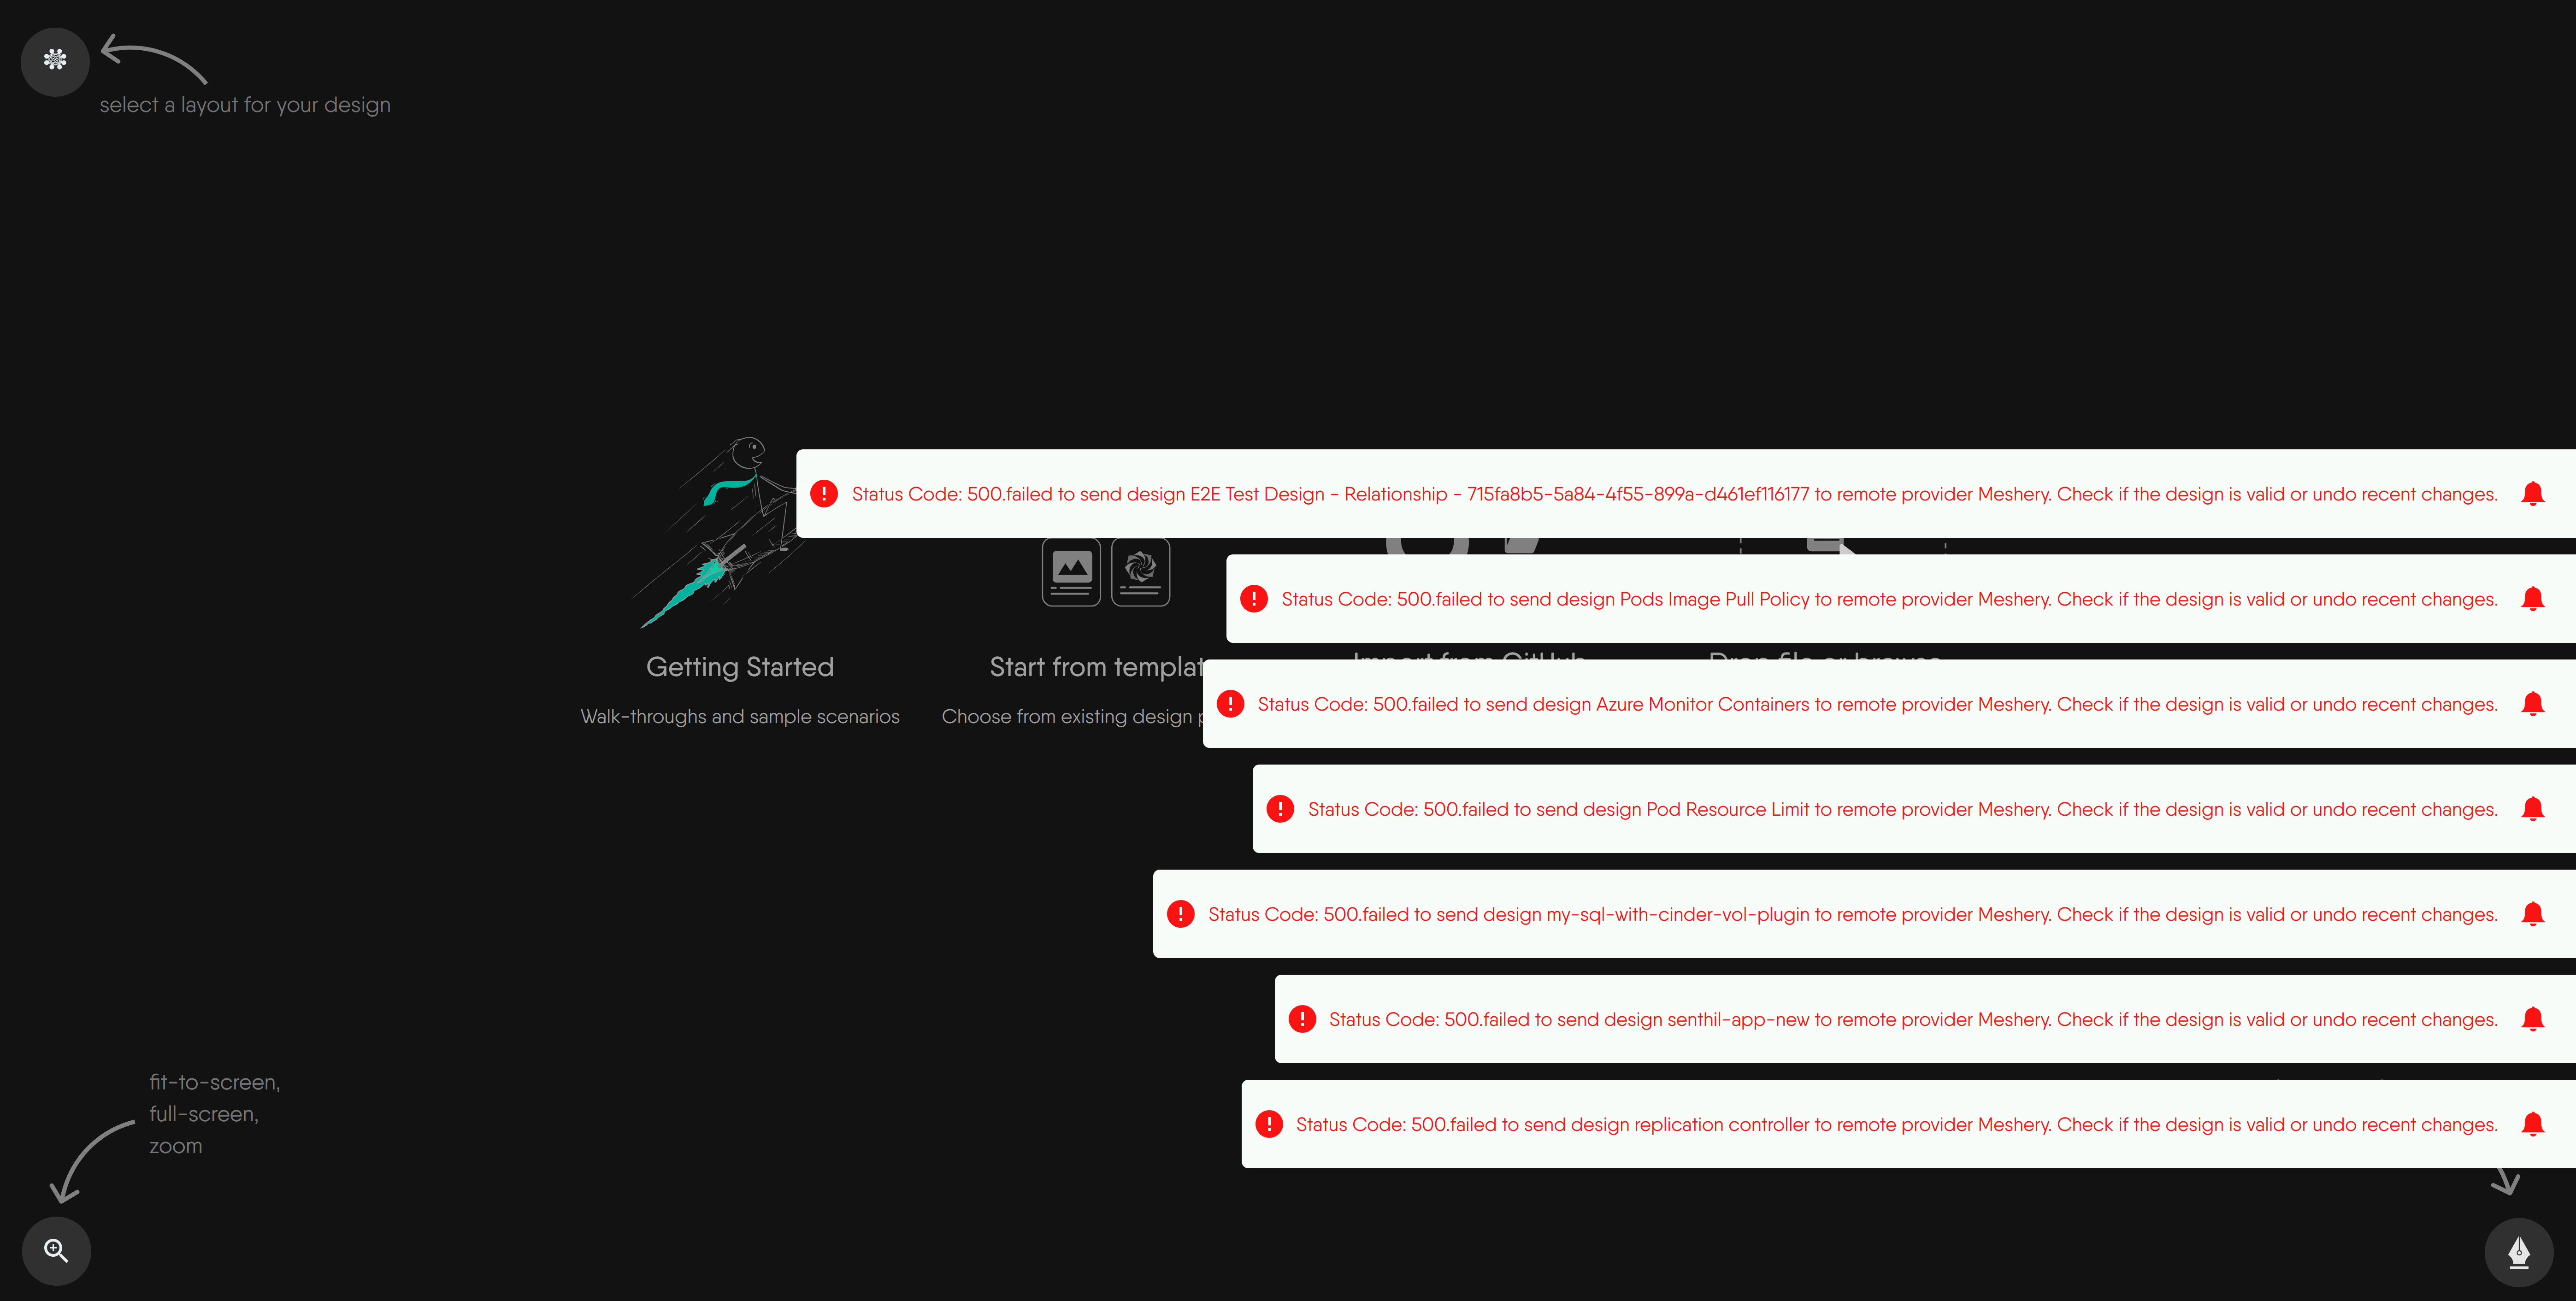 select a layout for your design
Status Code: 500.failed to send design E2E Test Design - Relationship - 715fa8b5-5a84-4f55-899a-d461ef116177 to remote provider Meshery. Check if the design is valid or undo recent changes.
Status Code: 500.failed to send design Pods Image Pull Policy to remote provider Meshery. Check if the design is valid or undo recent changes.
Getting Started
Start from templat
Import from GitHub
Drop file or browse
Status Code: 500.failed to send design Azure Monitor Containers to remote provider Meshery. Check if the design is valid or undo recent changes.
Walk-throughs and sample scenarios
Choose from existing design p
Status Code: 500.failed to send design Pod Resource Limit to remote provider Meshery. Check if the design is valid or undo recent changes.
Status Code: 500.failed to send design my-sql-with-cinder-vol-plugin to remote provider Meshery. Check if the design is valid or undo recent changes.
Status Code: 500.failed to send design senthil-app-new to remote provider Meshery. Check if the design is valid or undo recent changes.
Status Code: 500.failed to send design replication controller to remote provider Meshery. Check if the design is valid or undo recent changes.
fit-to-screen,
full-screen,
zoom